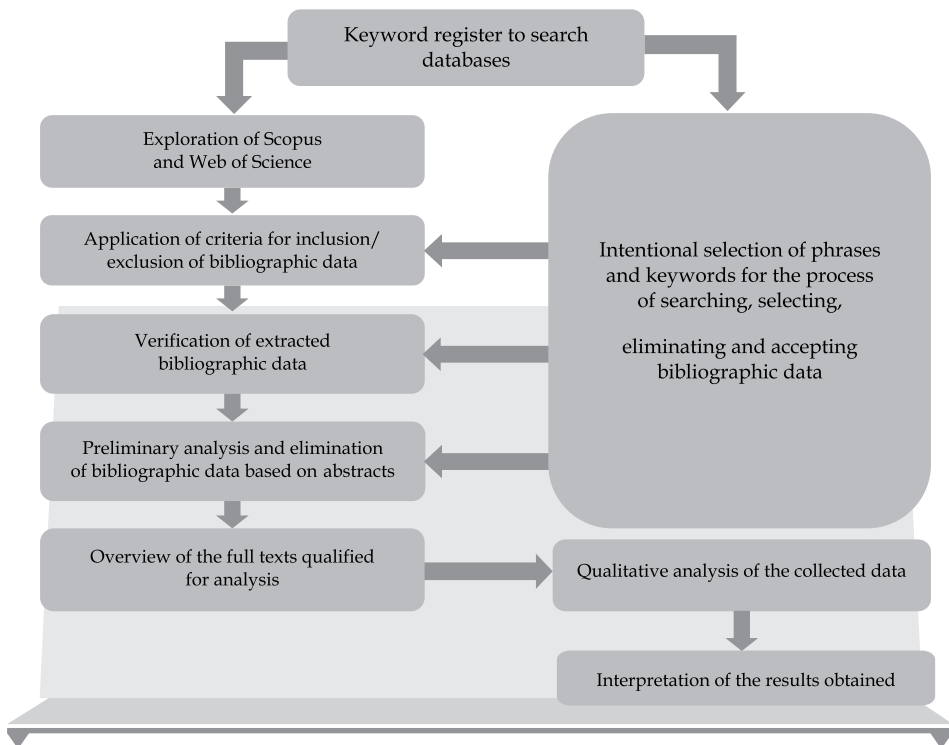 Keyword register to search
databases
Exploration of Scopus
and Web of Science
Application of criteria for inclusion/
exclusion of bibliographic data
Verification of extracted
bibliographic data
Preliminary analysis and elimination
of bibliographic data based on abstracts
Overview of the full texts qualified
for analysis
Intentional selection of phrases
and keywords for the process
of searching, selecting,
eliminating and accepting
bibliographic data
Qualitative analysis of the collected data
Interpretation of the results obtained